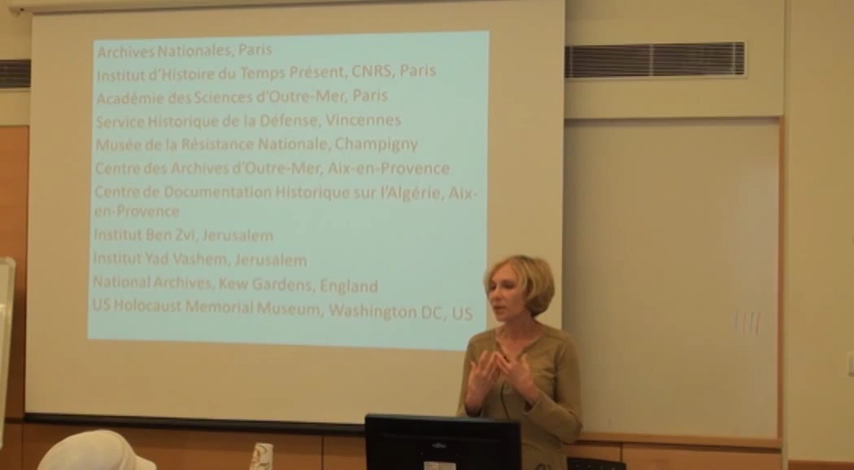 Archives Nationales, Paris
Institut d'Histoire du Temps Présent, CNRS, Paris
Académie des Sciences d'Outre-Mer, Paris
Service Historique de la Défense, Vincennes
Musée de la Résistance Nationale, Champigny
Centre des Archives d'Outre-Mer, Aix-en-Provence
Centre de Documentation Historique sur l'Algérie, Aix-
en-Provence
Institut Ben Zvi, Jerusalem
Institut Yad Vashem, Jerusalem
National Archives, Kew Gardens, England
US Holocaust Memorial Museum, Washington DC, US
FUJITSU